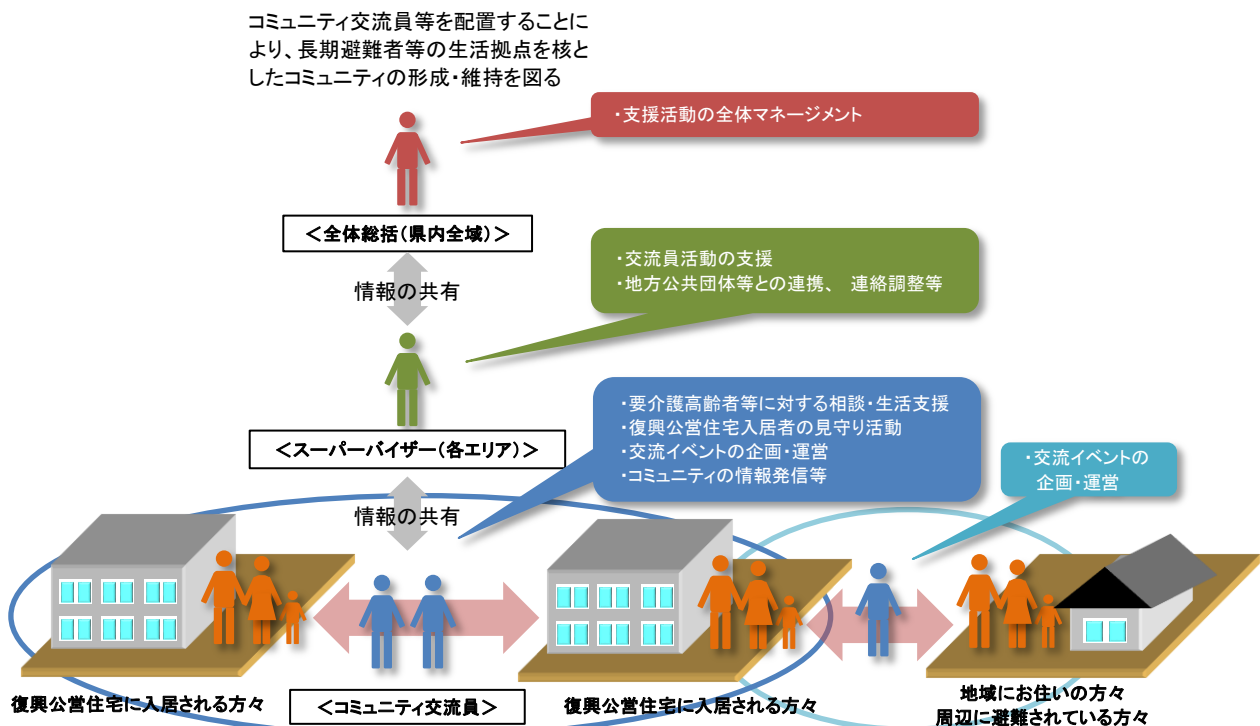 コミュニティ交流員等を配置することに
より、長期避難者等の生活拠点を核と
したコミュニティの形成・維持を図る
・支援活動の全体マネージメント
＜全体総括(県内全域)＞
情報の共有
・交流員活動の支援
・地方公共団体等との連携、 連絡調整等
＜スーパーバイザー(各エリア)＞
・要介護高齢者等に対する相談・生活支援
・復興公営住宅入居者の見守り活動
・交流イベントの企画・運営
・コミュニティの情報発信等
・交流イベントの
企画・運営
情報の共有
復興公営住宅に入居される方々
＜コミュニティ交流員＞
復興公営住宅に入居される方々
地域にお住いの方々
周辺に避難されている方々